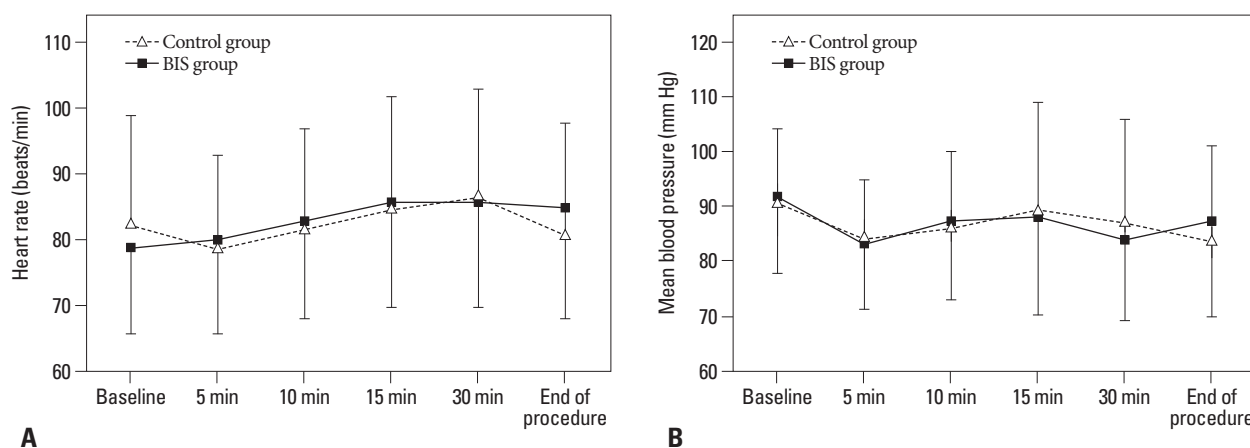 110
100
90
80
70
60
Heart rate (beats/min)
Control group
BIS group
Baseline
5 min
10 min
15 min
30 min
End of
procedure
A
120
110
100
90
80
70
60
Mean blood pressure (mm Hg)
Control group
BIS group
Baseline
5 min
10 min
15 min
30 min
End of
procedure
B